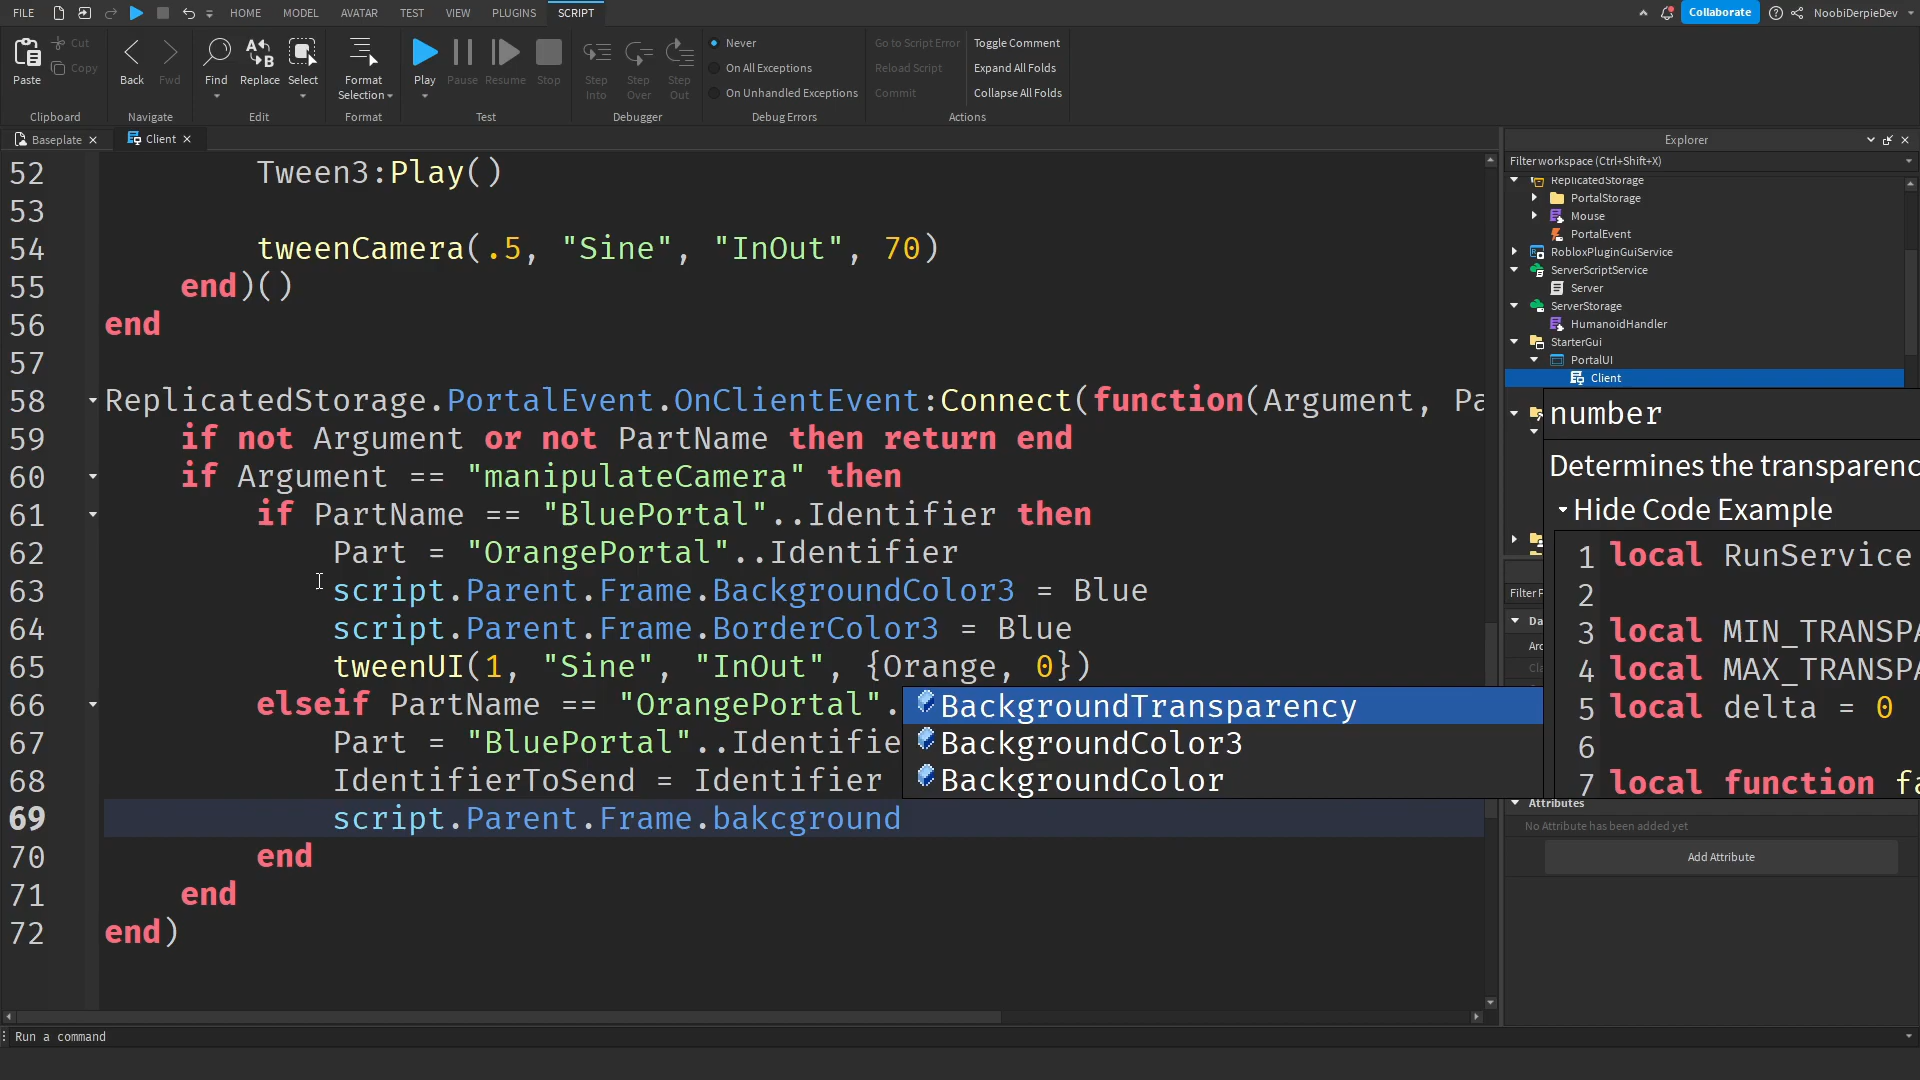 FILE HOME MODEL AVATAR TEST VIEW PLUGINS SCRIPT Collaborate NoobiDerpieDev
Paste Cut Copy Back Fwd Find Replace Select Format Selection Play Pause Resume Stop Step Into Step Over Step Out
Never
On All Exceptions
On Unhandled Exceptions
Go to Script Error Toggle Comment
Reload Script Expand All Folds
Commit Collapse All Folds
Clipboard Navigate Edit Format Test Debugger Debug Errors Actions
Baseplate Client
52 Tween3:Play()
53
54 tweenCamera(.5, "Sine", "InOut", 70)
55 end)()
56 end
57
58 ReplicatedStorage.PortalEvent.OnClientEvent:Connect(function(Argument, Pa
59 if not Argument or not PartName then return end
60 if Argument == "manipulateCamera" then
61 if PartName == "BluePortal"..Identifier then
62 Part = "OrangePortal"..Identifier
63 script.Parent.Frame.BackgroundColor3 = Blue
64 script.Parent.Frame.BorderColor3 = Blue
65 tweenUI(1, "Sine", "InOut", {Orange, 0})
66 elseif PartName == "OrangePortal".
67 Part = "BluePortal"..Identifie
68 IdentifierToSend = Identifier
69 script.Parent.Frame.bakcground
70 end
71 end
72 end)
BackgroundTransparency
BackgroundColor3
BackgroundColor
Explorer
Filter workspace (Ctrl+Shift+X)
ReplicatedStorage
PortalStorage
Mouse
PortalEvent
RobloxPluginGuiService
ServerScriptService
Server
ServerStorage
HumanoidHandler
StarterGui
PortalUI
Client
number
Determines the transparenc
Hide Code Example
1 local RunService
2
3 local MIN_TRANSPA
4 local MAX_TRANSPA
5 local delta = 0
6
7 local function fa
Filter P
Da
Arc
Cla
Attributes
No Attribute has been added yet
Add Attribute
Run a command